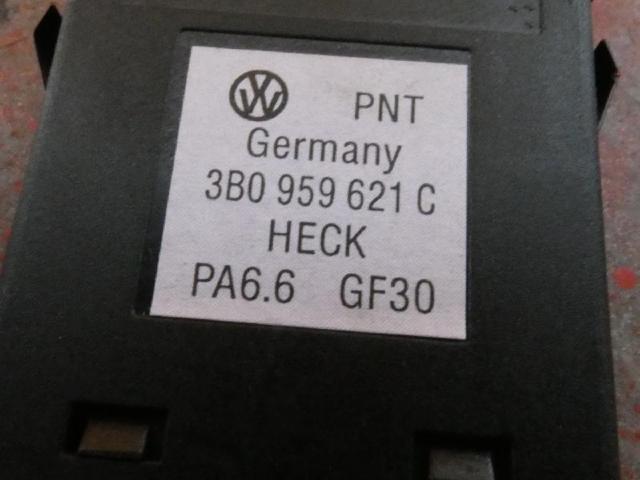 PNT
Germany
3B0 959 621 C
HECK
PA6.6 GF30